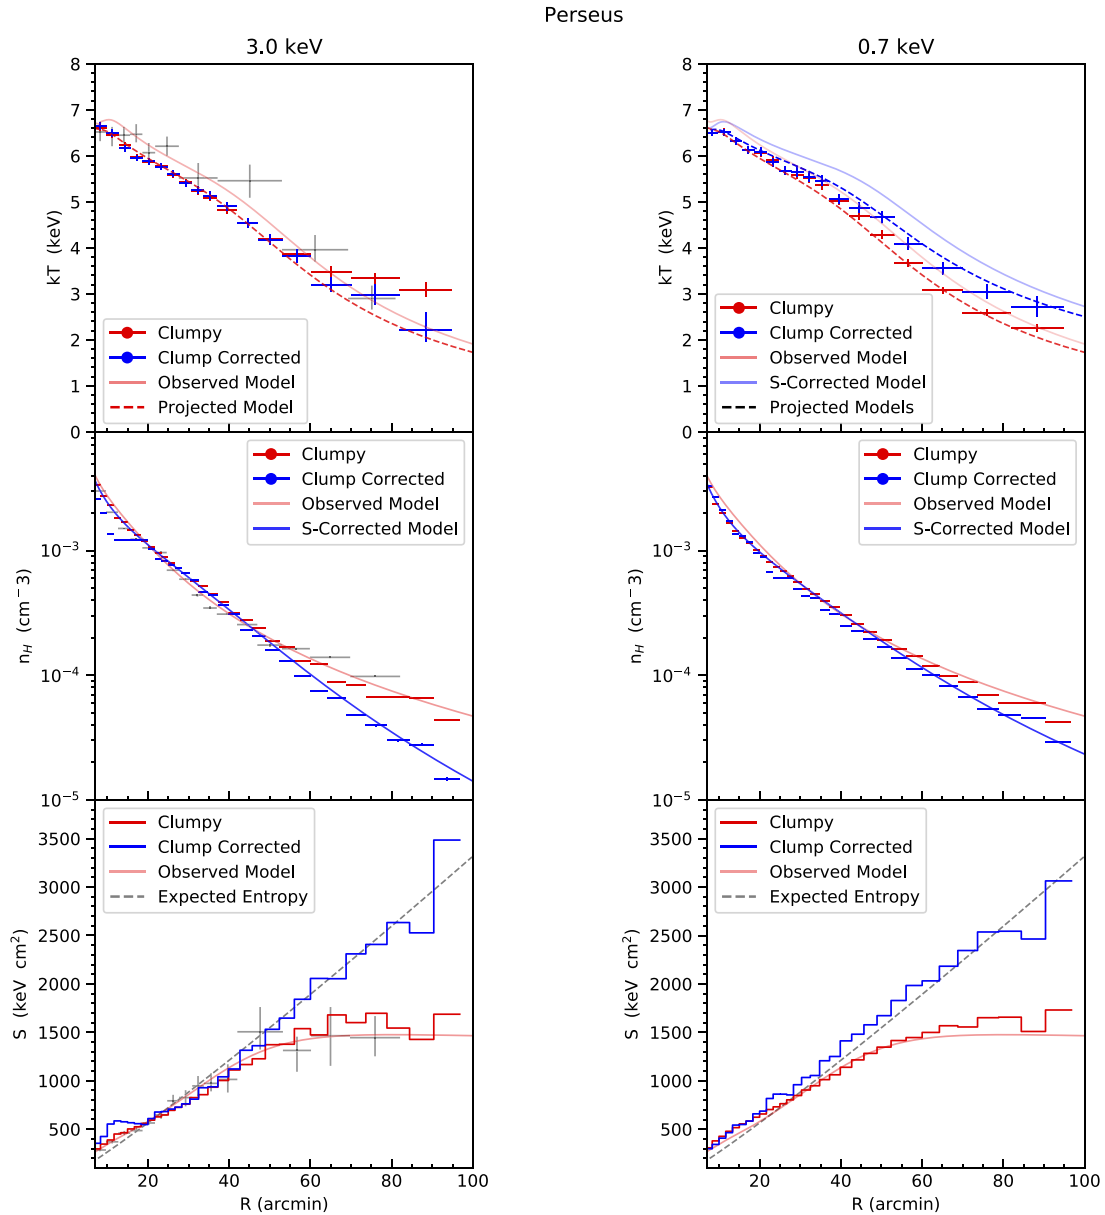 Perseus
3.0 keV
8
7
6
5
4
3
2
1
0
kT (keV)
Clumpy
Clump Corrected
Observed Model
Projected Model
0.7 keV
8
7
6
5
4
3
2
1
0
kT (keV)
Clumpy
Clump Corrected
Observed Model
S-Corrected Model
Projected Models
10⁻³
10⁻⁴
10⁻⁵
n_H (cm⁻3)
Clumpy
Clump Corrected
Observed Model
S-Corrected Model
10⁻³
10⁻⁴
10⁻⁵
n_H (cm⁻3)
Clumpy
Clump Corrected
Observed Model
S-Corrected Model
3500
3000
2500
2000
1500
1000
500
S (keV cm²)
Clumpy
Clump Corrected
Observed Model
Expected Entropy
20 40 60 80 100
R (arcmin)
3500
3000
2500
2000
1500
1000
500
S (keV cm²)
Clumpy
Clump Corrected
Observed Model
Expected Entropy
20 40 60 80 100
R (arcmin)